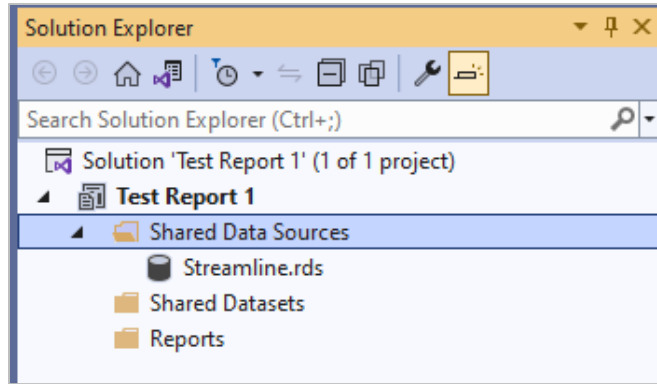 Solution Explorer
Search Solution Explorer (Ctrl+;)
Solution 'Test Report 1' (1 of 1 project)
Test Report 1
Shared Data Sources
Streamline.rds
Shared Datasets
Reports